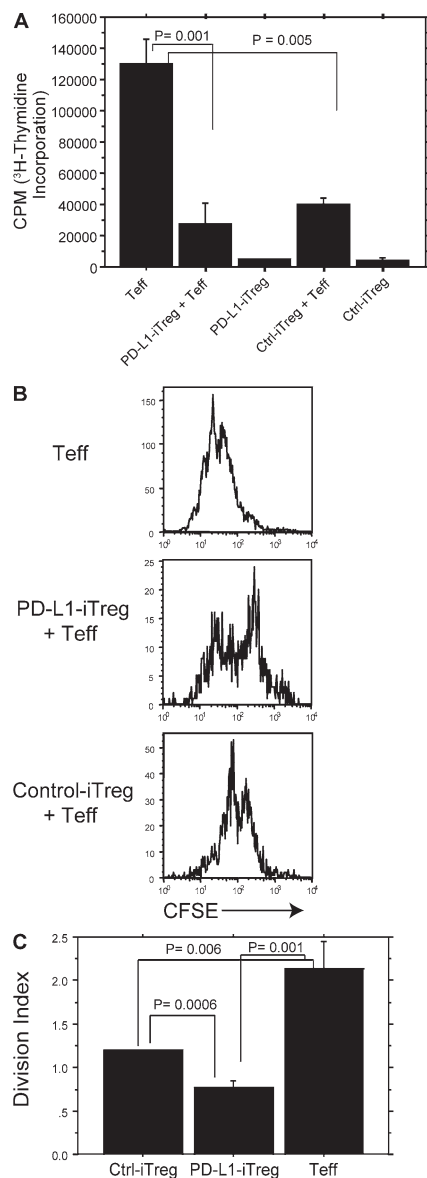 A
160000
140000
120000
100000
80000
60000
40000
20000
0
CPM (³H-Thymidine
Incorporation)
P= 0.001
P = 0.005
Teff
PD-L1-iTreg + Teff
PD-L1-iTreg
Ctrl-iTreg + Teff
Ctrl-iTreg
B
Teff
150
100
50
0
10⁰ 10¹ 10² 10³ 10⁴
PD-L1-iTreg
+ Teff
25
20
15
10
5
0
10⁰ 10¹ 10² 10³ 10⁴
Control-iTreg
+ Teff
50
40
30
20
10
0
10⁰ 10¹ 10² 10³ 10⁴
CFSE
C
2.5
2.0
1.5
1.0
.5
0.0
Division Index
P= 0.006
P= 0.001
P= 0.0006
Ctrl-iTreg PD-L1-iTreg Teff